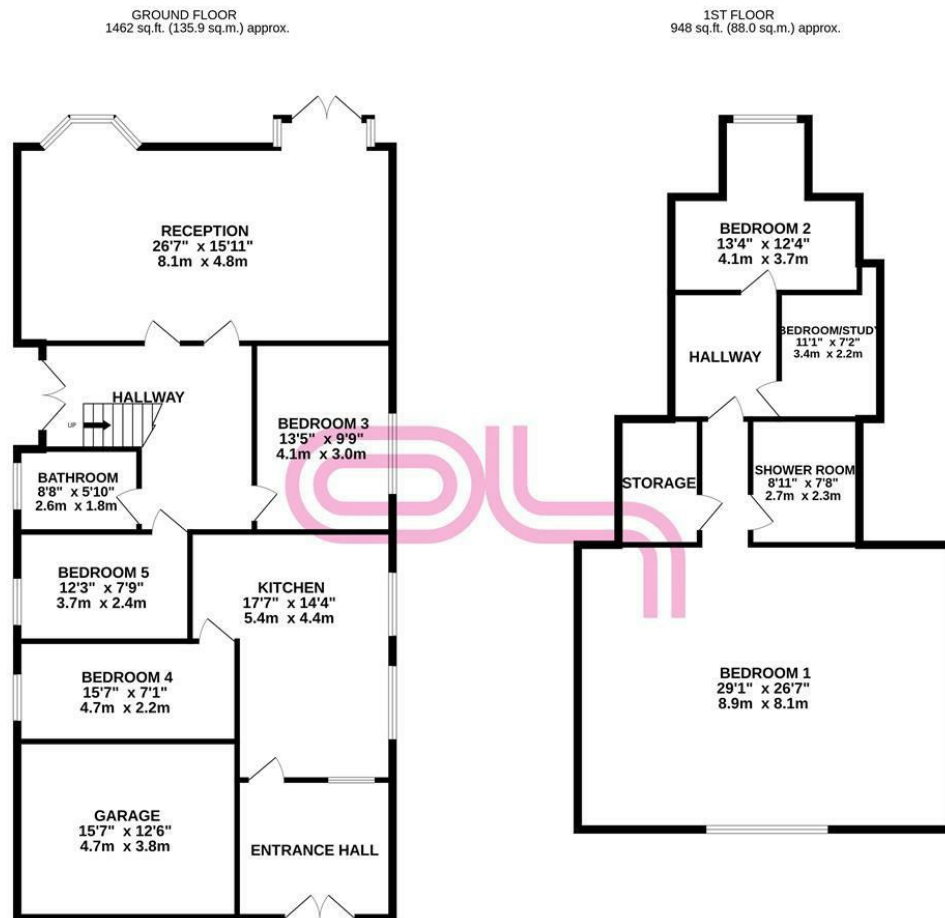 GROUND FLOOR
1462 sq.ft. (135.9 sq.m.) approx.
1ST FLOOR
948 sq.ft. (88.0 sq.m.) approx.
RECEPTION
26'7" x 15'11"
8.1m x 4.8m
HALLWAY
UP
BEDROOM 3
13'5" x 9'9"
4.1m x 3.0m
BATHROOM
8'8" x 5'10"
2.6m x 1.8m
BEDROOM 5
12'3" x 7'9"
3.7m x 2.4m
KITCHEN
17'7" x 14'4"
5.4m x 4.4m
BEDROOM 4
15'7" x 7'1"
4.7m x 2.2m
GARAGE
15'7" x 12'6"
4.7m x 3.8m
ENTRANCE HALL
BEDROOM 2
13'4" x 12'4"
4.1m x 3.7m
BEDROOM/STUDY
11'1" x 7'2"
3.4m x 2.2m
HALLWAY
STORAGE
SHOWER ROOM
8'11" x 7'8"
2.7m x 2.3m
BEDROOM 1
29'1" x 26'7"
8.9m x 8.1m